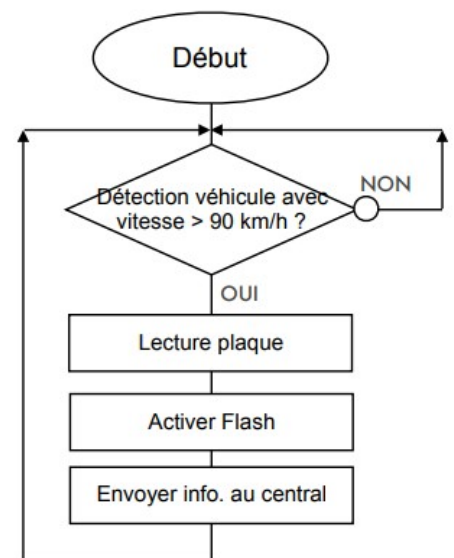 Début
Détection véhicule avec
vitesse > 90 km/h ?
NON
OUI
Lecture plaque
Activer Flash
Envoyer info. au central